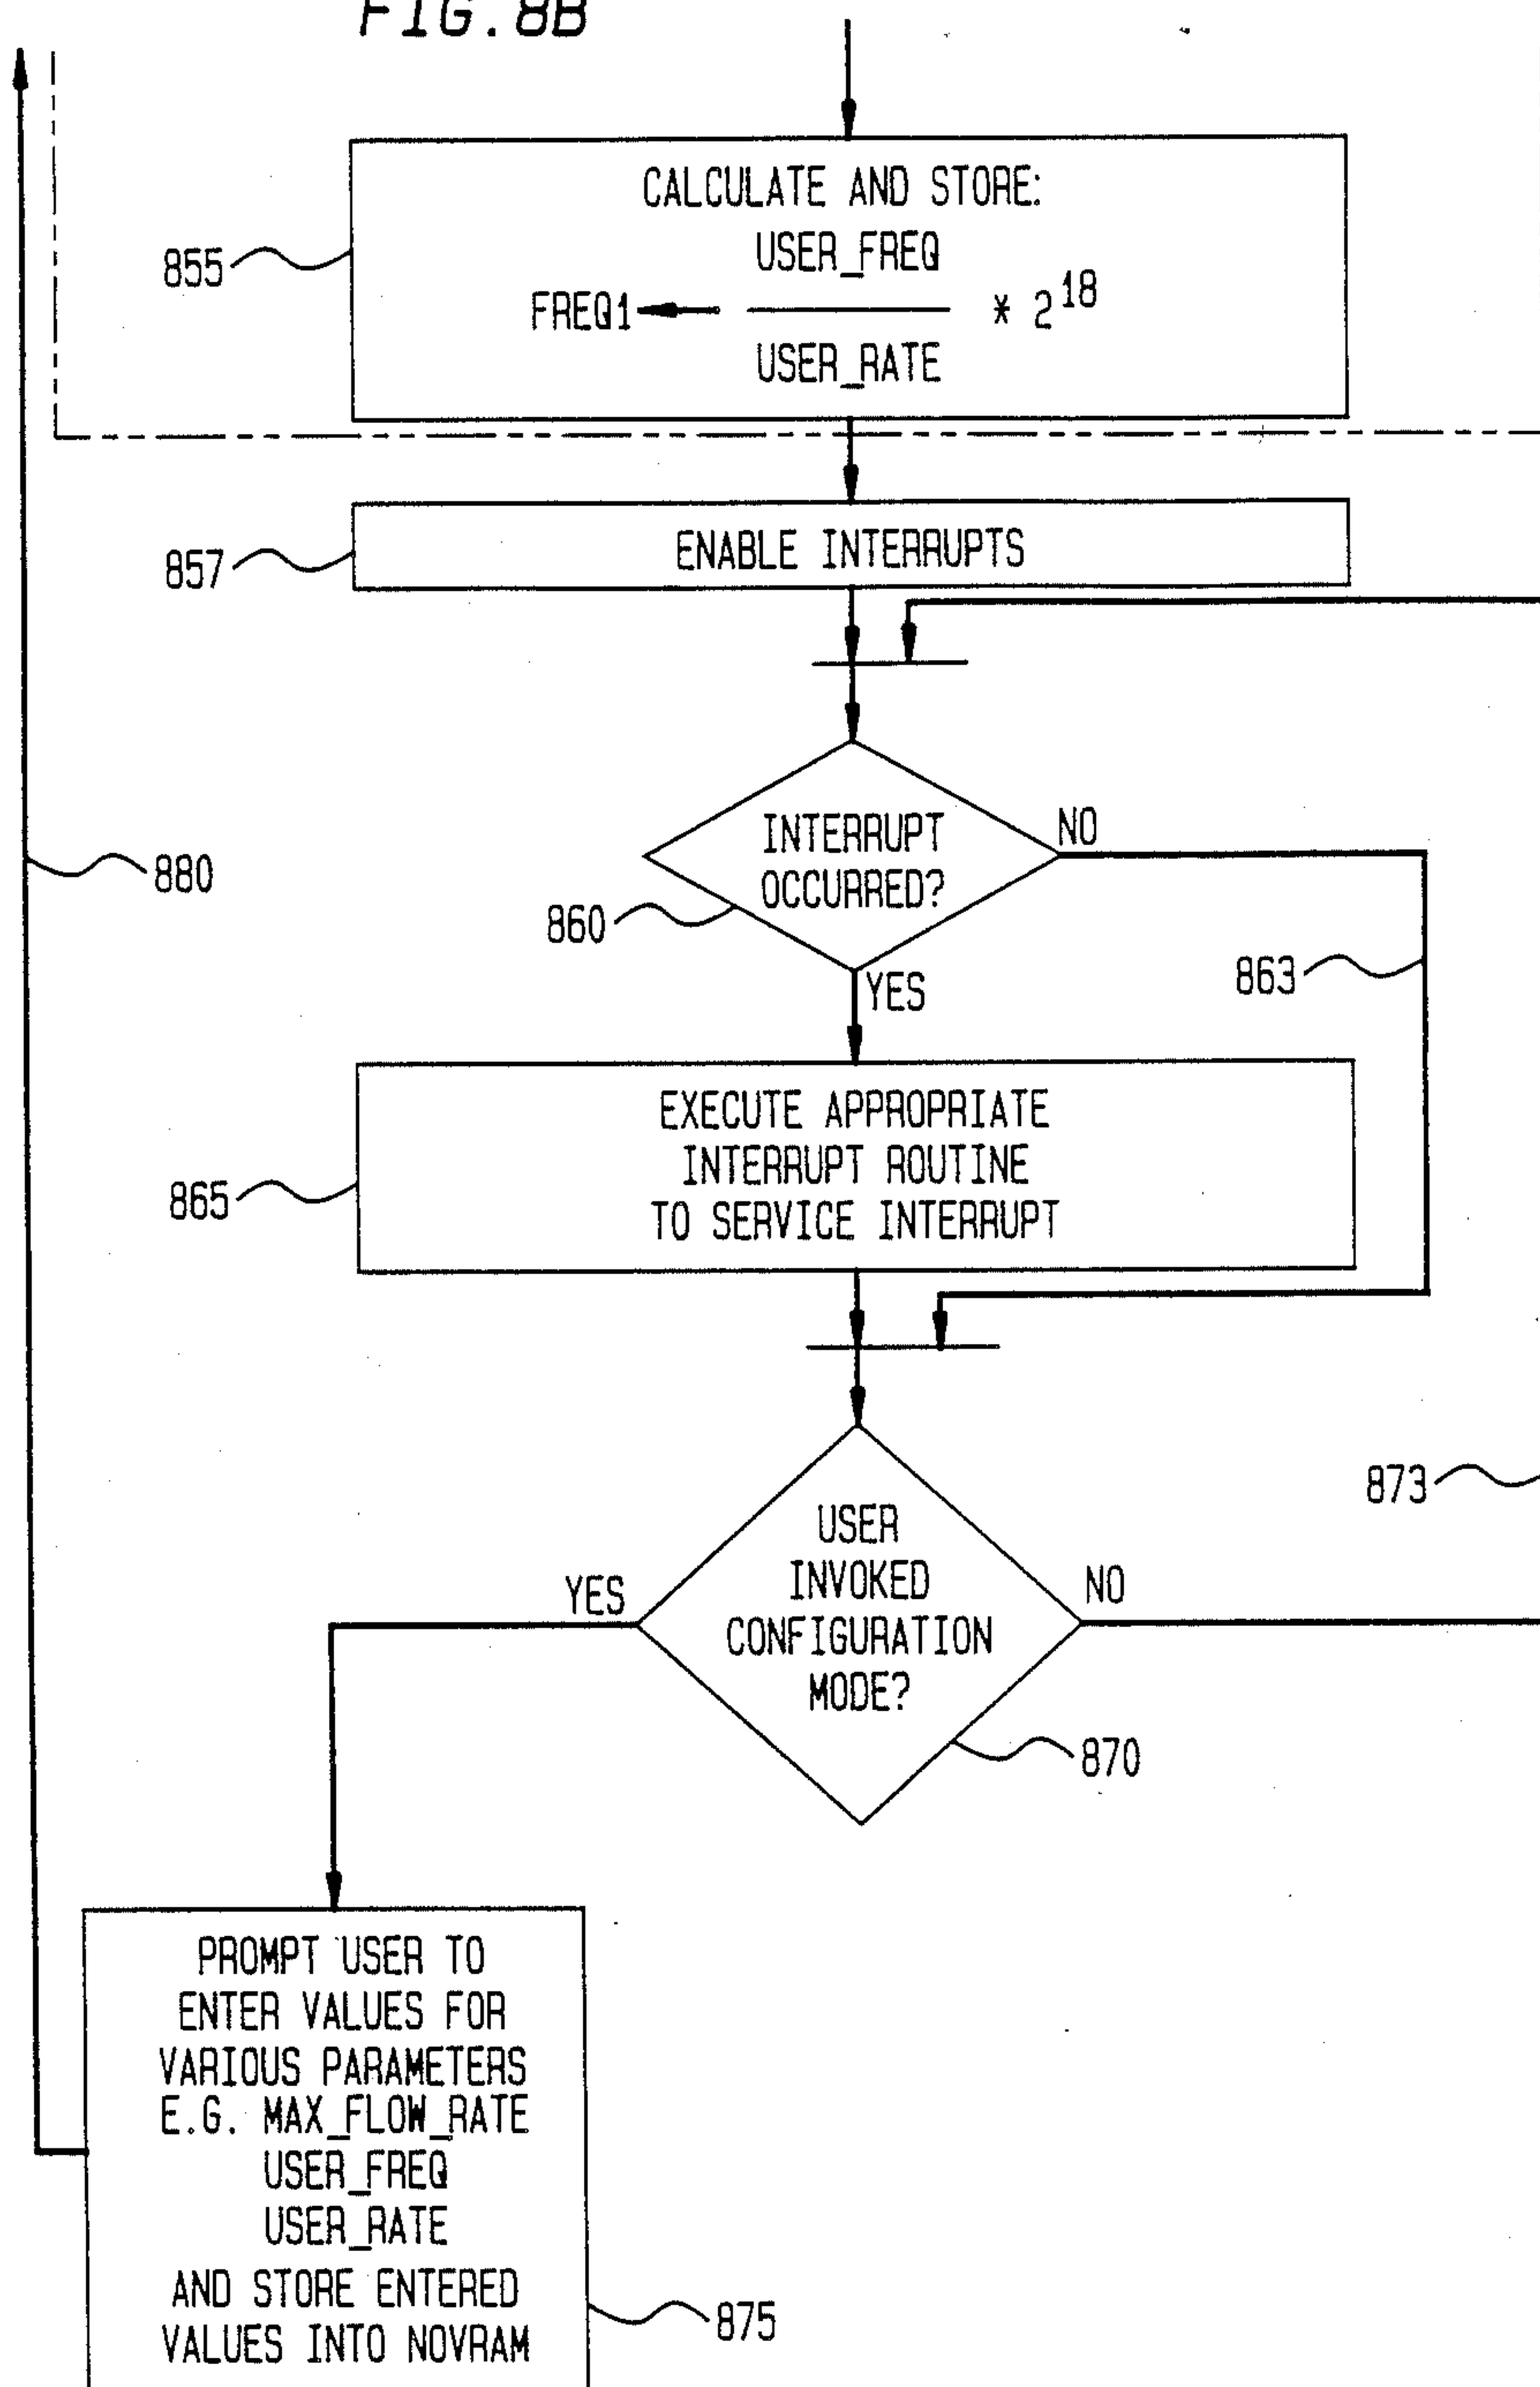 FIG. 8B
CALCULATE AND STORE:
USER_FREQ
FREQ1 ← * 2^18
USER_RATE
855
ENABLE INTERRUPTS
857
INTERRUPT
OCCURRED?
NO
880
860
863
YES
EXECUTE APPROPRIATE
INTERRUPT ROUTINE
TO SERVICE INTERRUPT
865
873
USER
INVOKED
CONFIGURATION
MODE?
YES
NO
870
PROMPT USER TO
ENTER VALUES FOR
VARIOUS PARAMETERS
E.G. MAX_FLOW_RATE
USER_FREQ
USER_RATE
AND STORE ENTERED
VALUES INTO NOVRAM
875